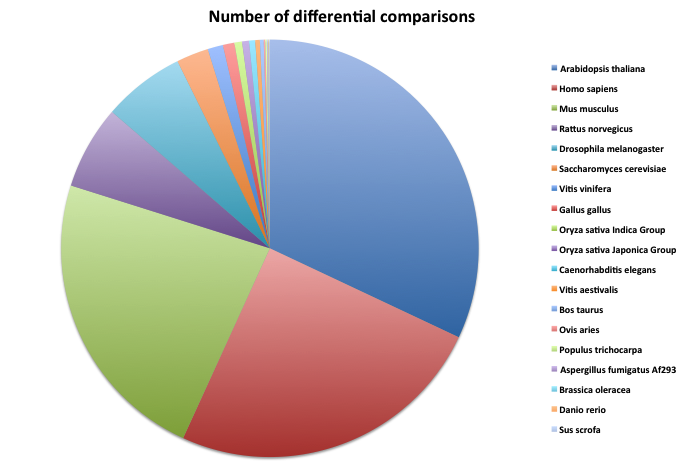 Number of differential comparisons
Arabidopsis thaliana
Homo sapiens
Mus musculus
Rattus norvegicus
Drosophila melanogaster
Saccharomyces cerevisiae
Vitis vinifera
Gallus gallus
Oryza sativa Indica Group
Oryza sativa Japonica Group
Caenorhabditis elegans
Vitis aestivalis
Bos taurus
Ovis aries
Populus trichocarpa
Aspergillus fumigatus Af293
Brassica oleracea
Danio rerio
Sus scrofa